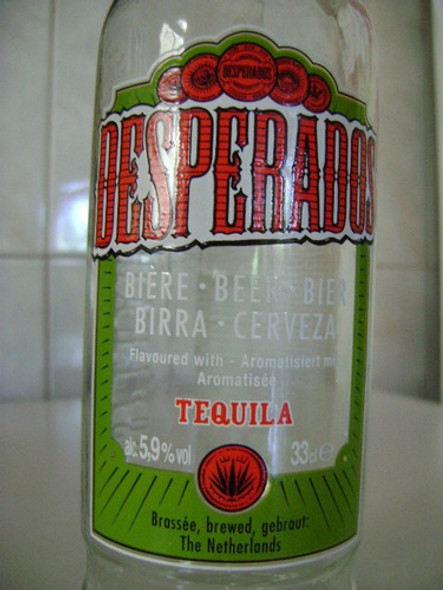 DESPERADOS
DESPERADOS
BIÈRE · BEER · BIER
BIRRA · CERVEZA
Flavoured with - Aromatisiert mi
Aromatisée
TEQUILA
alc. 5,9% vol 33cl e
Brassée, brewed, gebraut:
The Netherlands